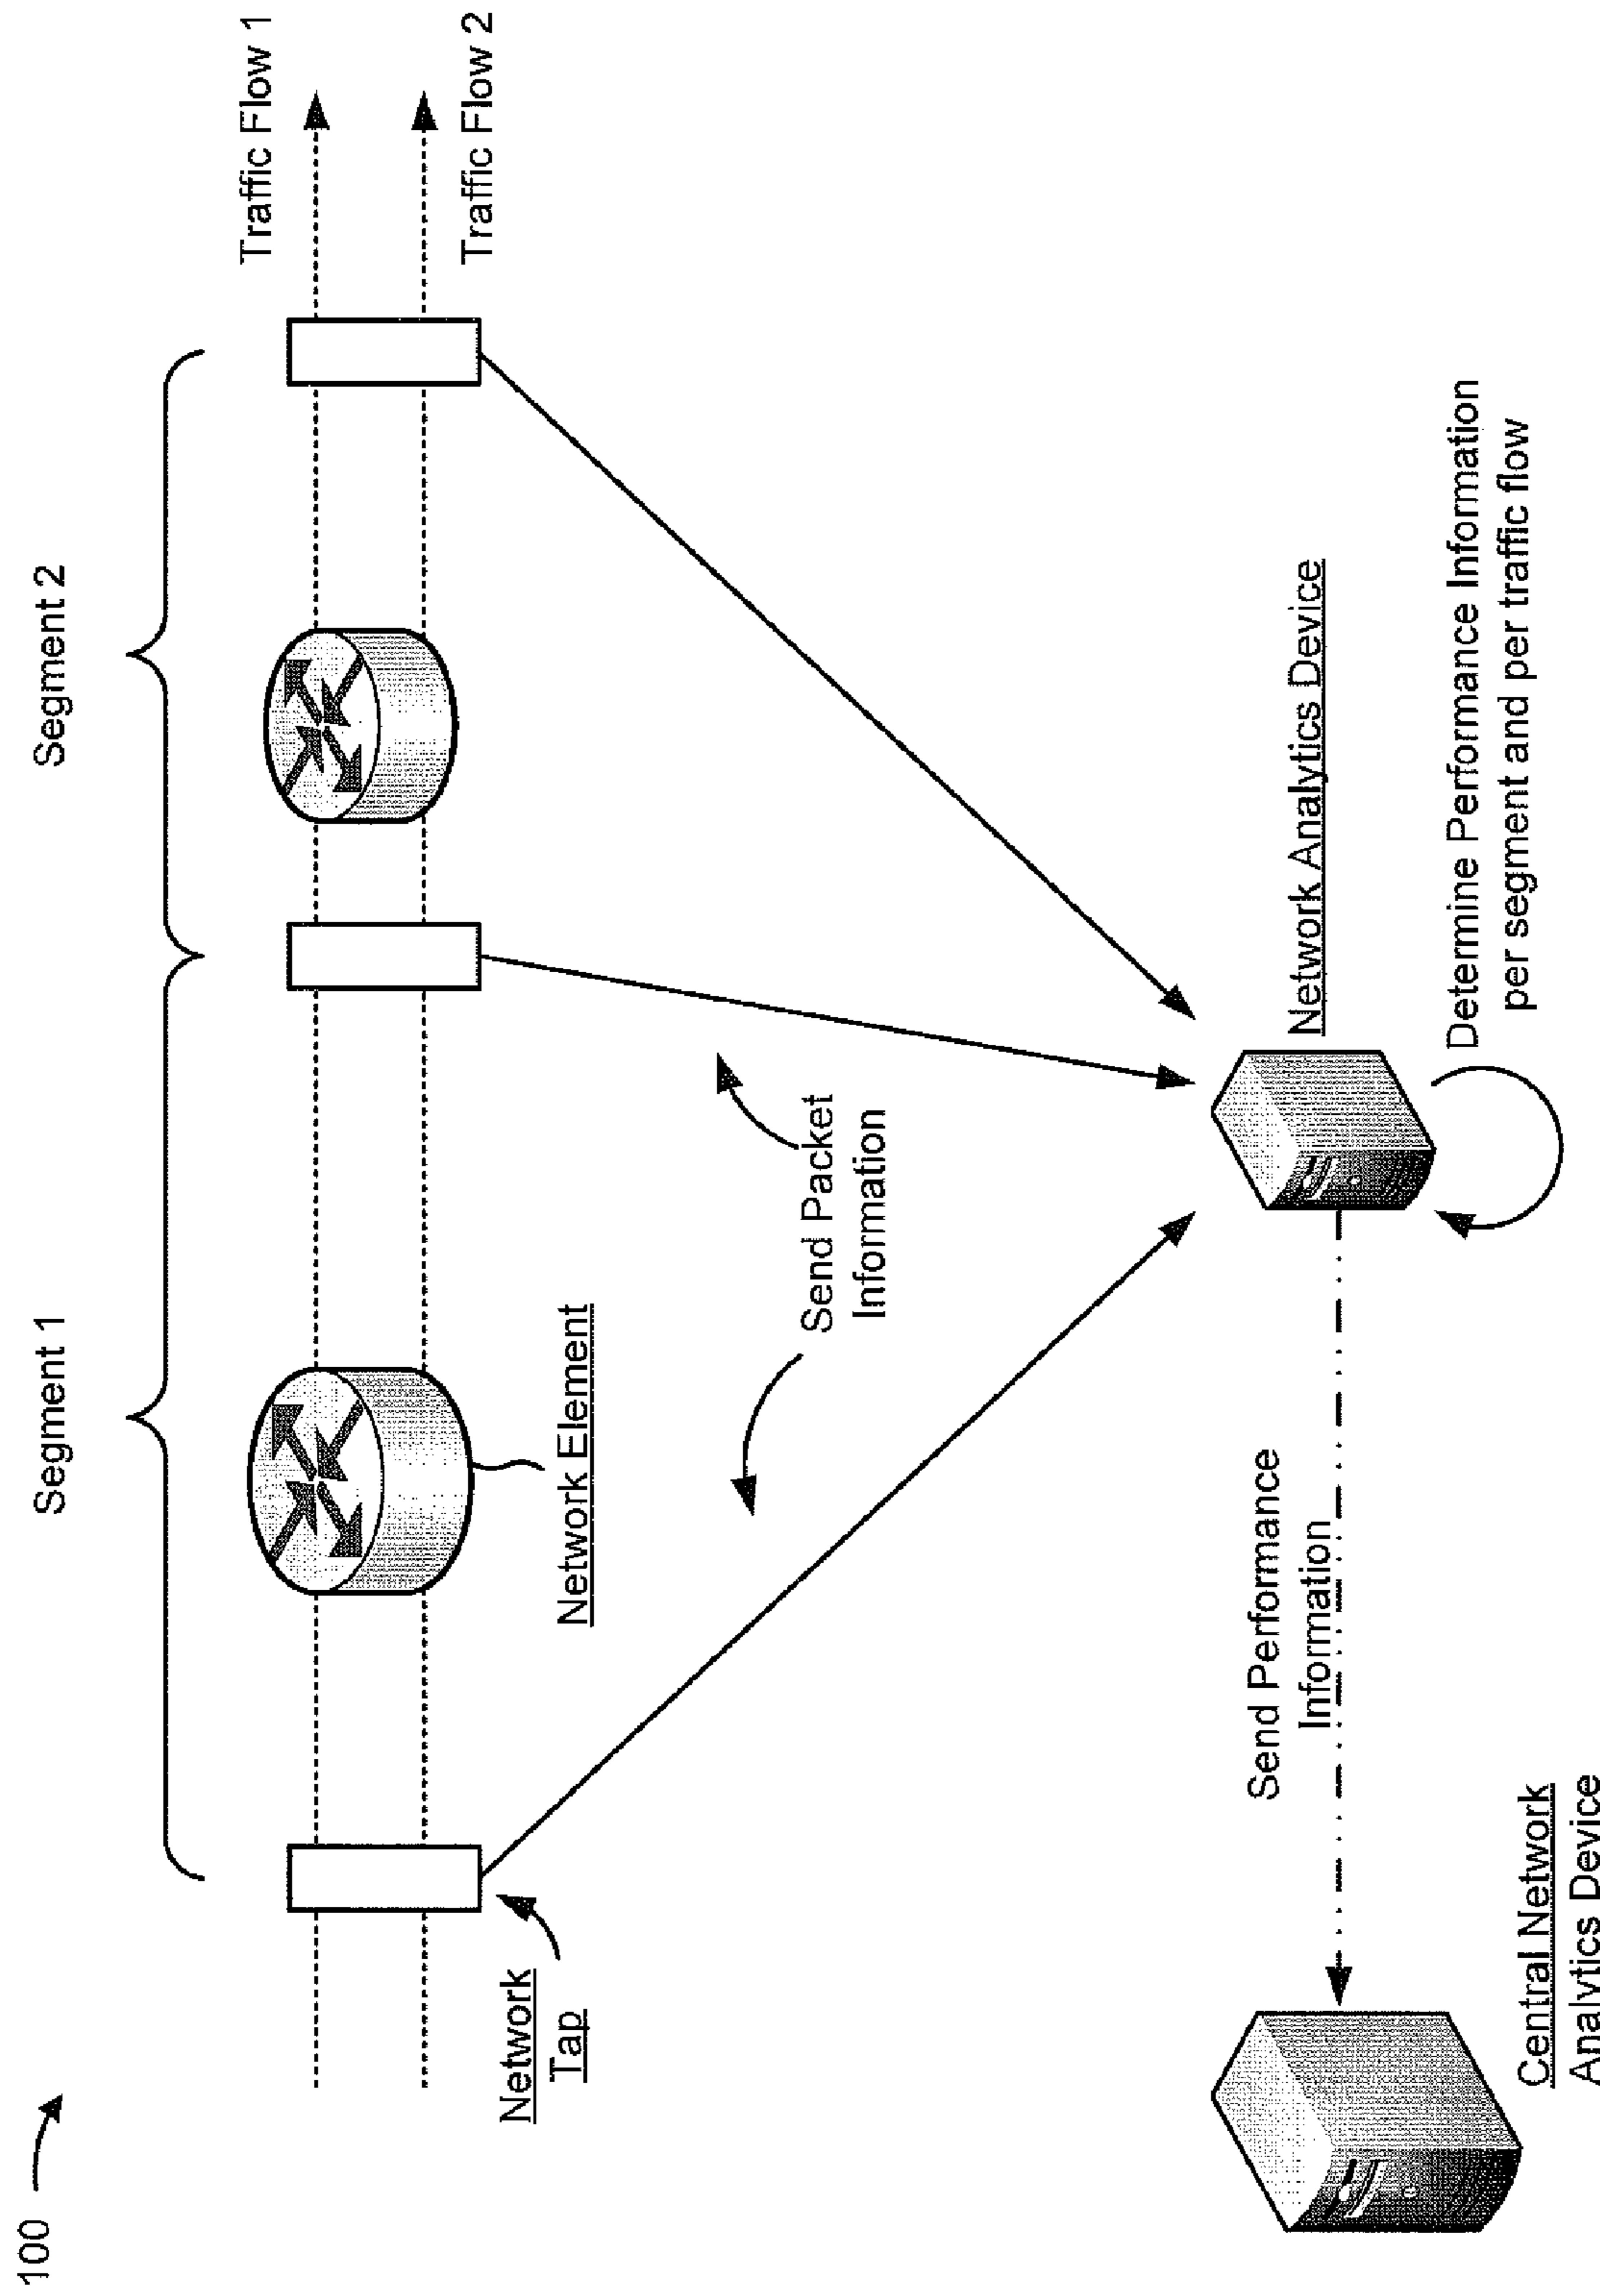 100
Segment 1
Segment 2
Traffic Flow 1
Traffic Flow 2
Network
Tap
Network Element
Send Packet
Information
Send Performance
Information
Network Analytics Device
Determine Performance Information
per segment and per traffic flow
Central Network
Analytics Device